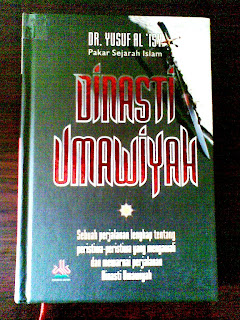 DR. YUSUF AL 'ISY
Pakar Sejarah Islam
DINASTI
UMAWIYAH
Sebuah perjalanan lengkap tentang
peristiwa-peristiwa yang mengawali
dan mewarnai perjalanan
Dinasti Umawiyah